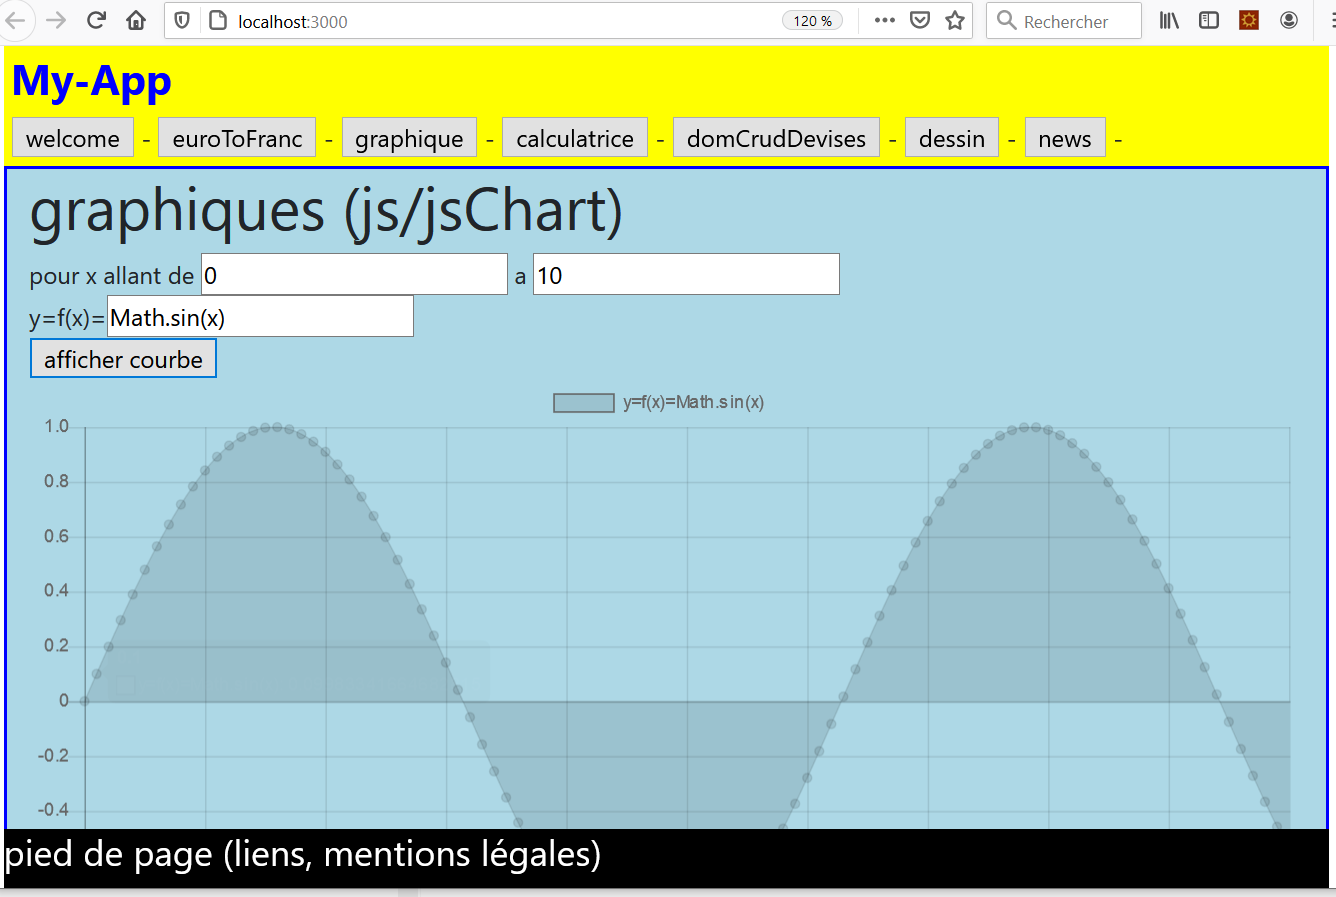 localhost:3000
120 %
Rechercher
My-App
welcome - euroToFranc - graphique - calculatrice - domCrudDevises - dessin - news -
graphiques (js/jsChart)
pour x allant de 0 a 10
y=f(x)= Math.sin(x)
afficher courbe
y=f(x)=Math.sin(x)
1.0
0.8
0.6
0.4
0.2
0
-0.2
-0.4
pied de page (liens, mentions légales)